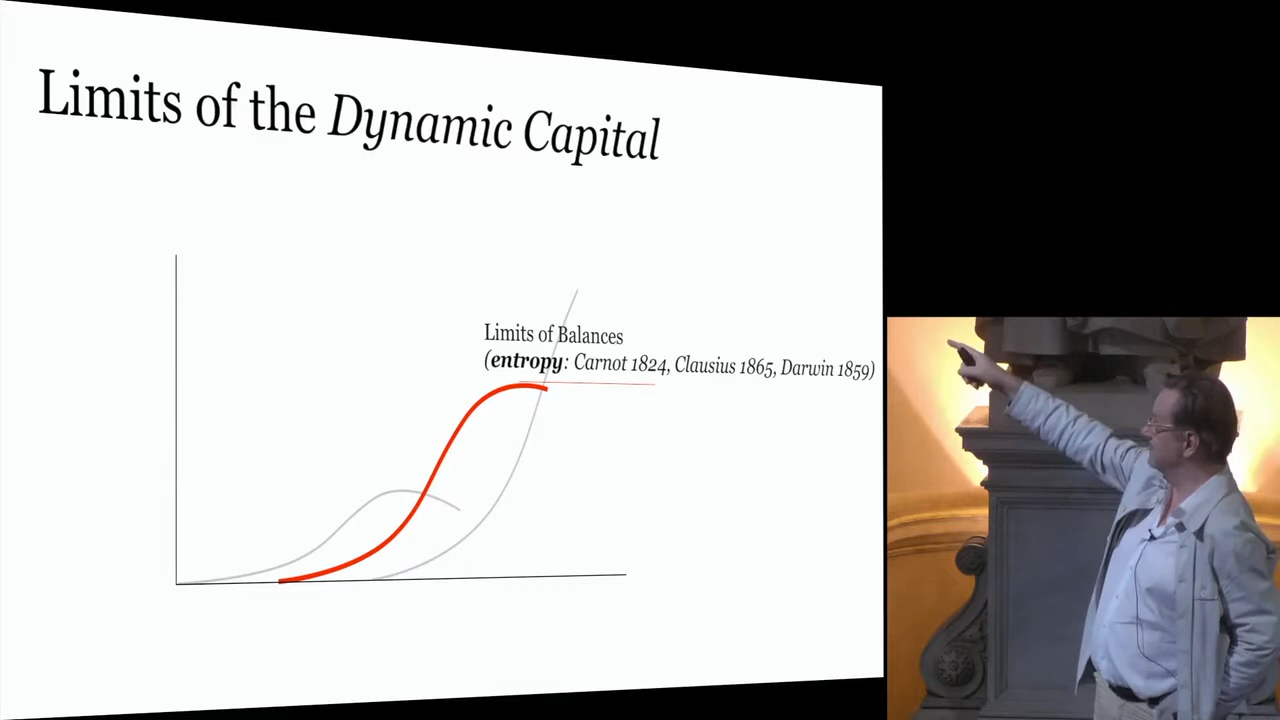 Limits of the Dynamic Capital
Limits of Balances
(entropy: Carnot 1824, Clausius 1865, Darwin 1859)